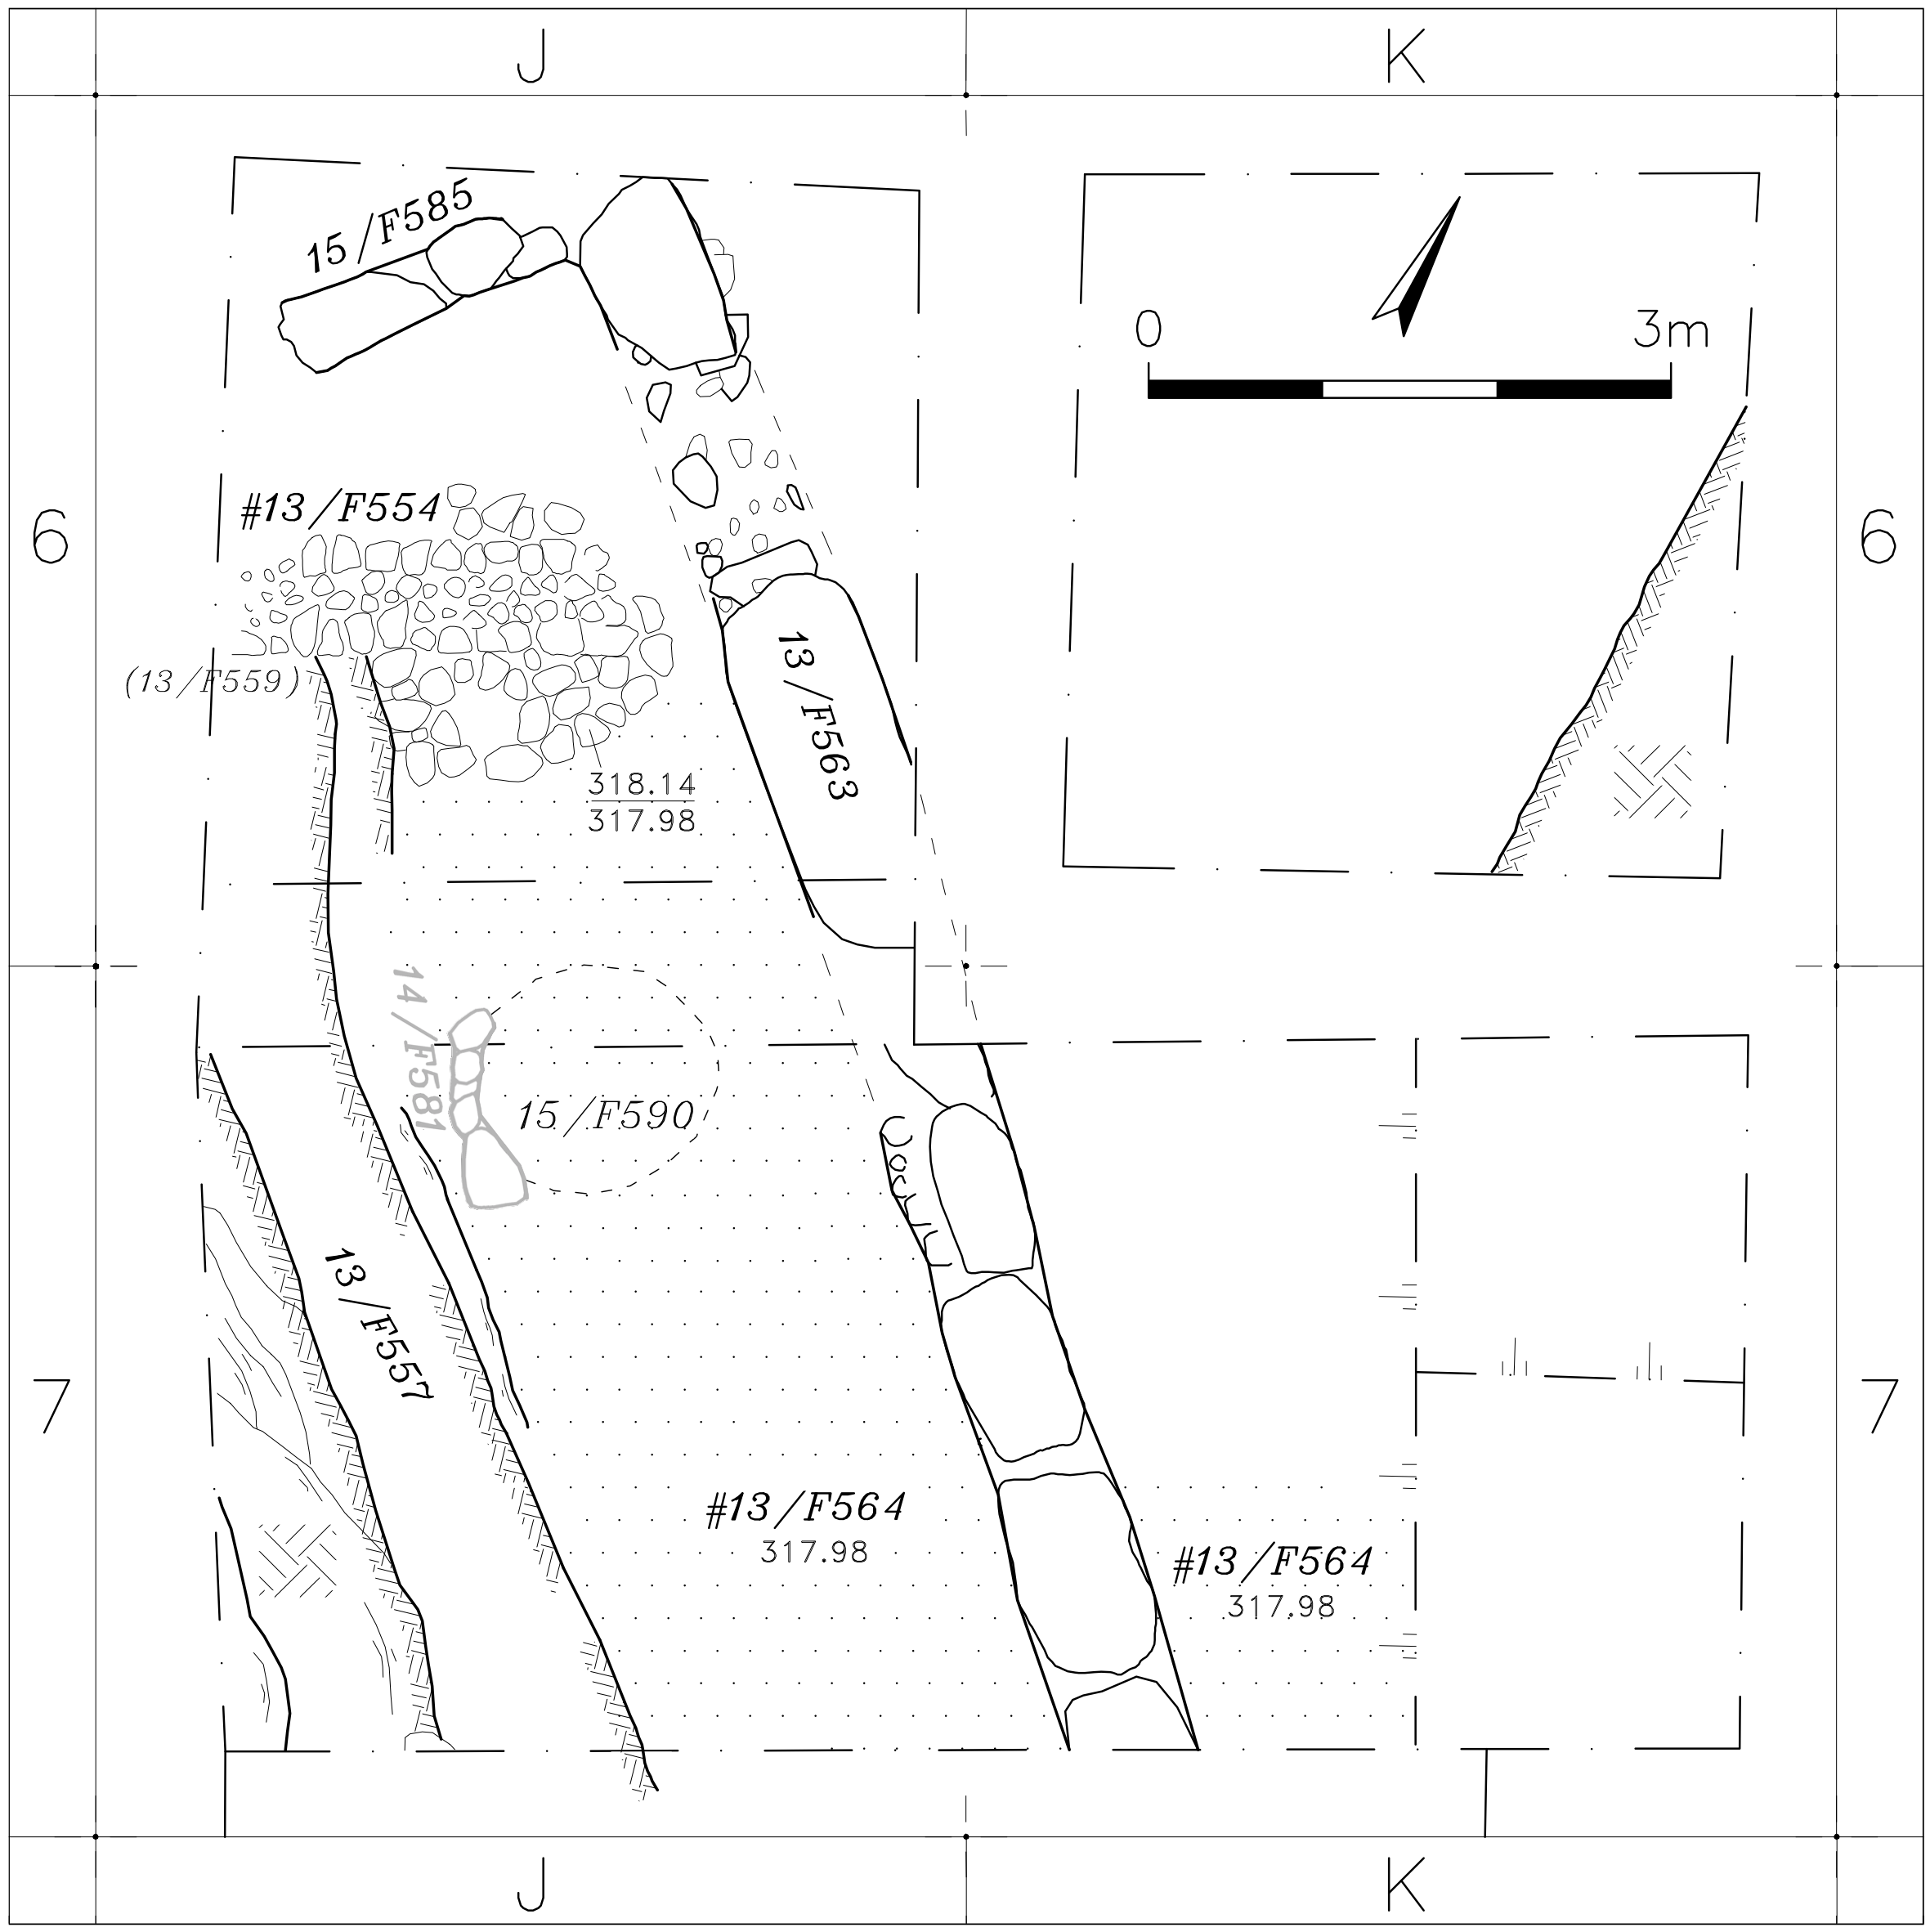 J K
15/F585
0 3m
6 #13/F554 6
(13/F559)
13/F563
318.14
317.98
14/F581
15/F590
13/F557
7 7
#13/F564
317.98
#13/F564
317.98
J K